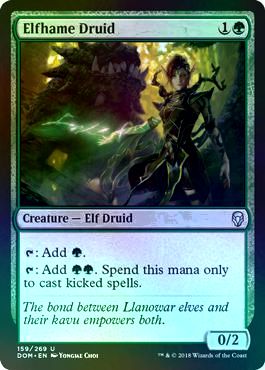 Elfhame Druid 1
Creature — Elf Druid
: Add .
: Add . Spend this mana only
to cast kicked spells.
The bond between Llanowar elves and
their kavu empowers both.
0/2
159/269 U
DOM • EN Yongjae Choi
™ & © 2018 Wizards of the Coast